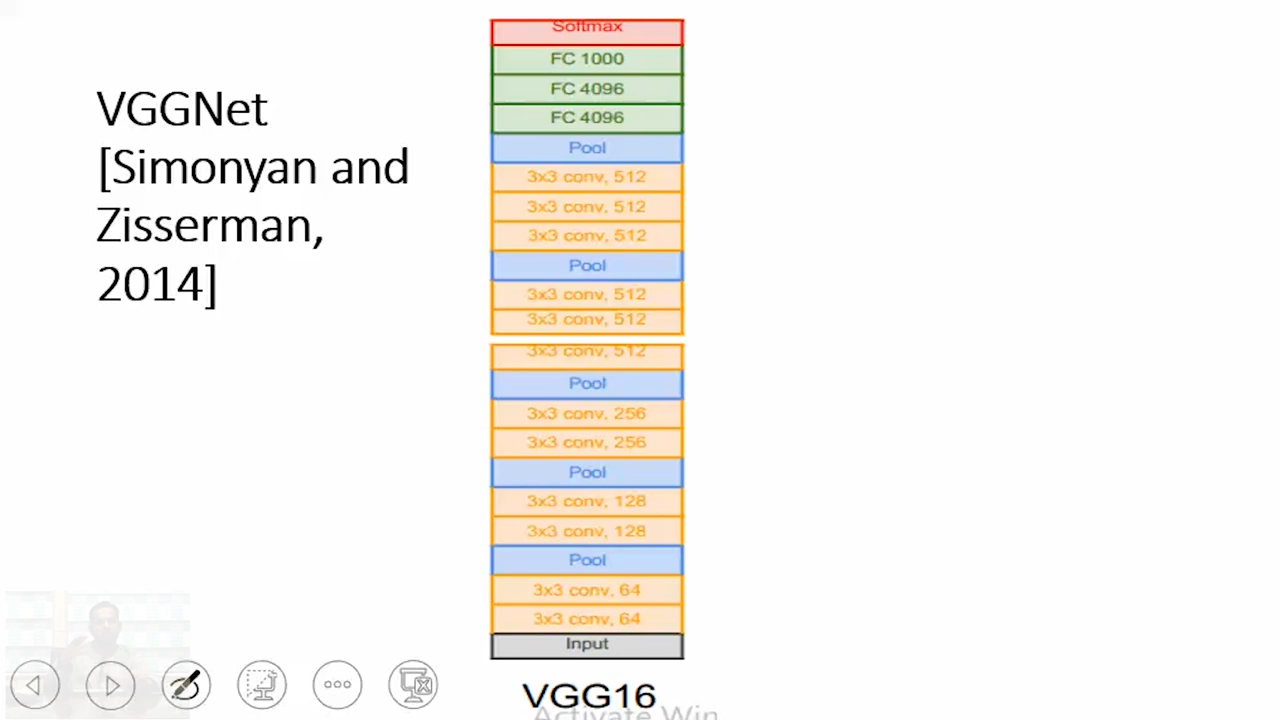 VGGNet
[Simonyan and
Zisserman,
2014]
Softmax
FC 1000
FC 4096
FC 4096
Pool
3x3 conv, 512
3x3 conv, 512
3x3 conv, 512
Pool
3x3 conv, 512
3x3 conv, 512
3x3 conv, 512
Pool
3x3 conv, 256
3x3 conv, 256
Pool
3x3 conv, 128
3x3 conv, 128
Pool
3x3 conv, 64
3x3 conv, 64
Input
VGG16
Activate Win